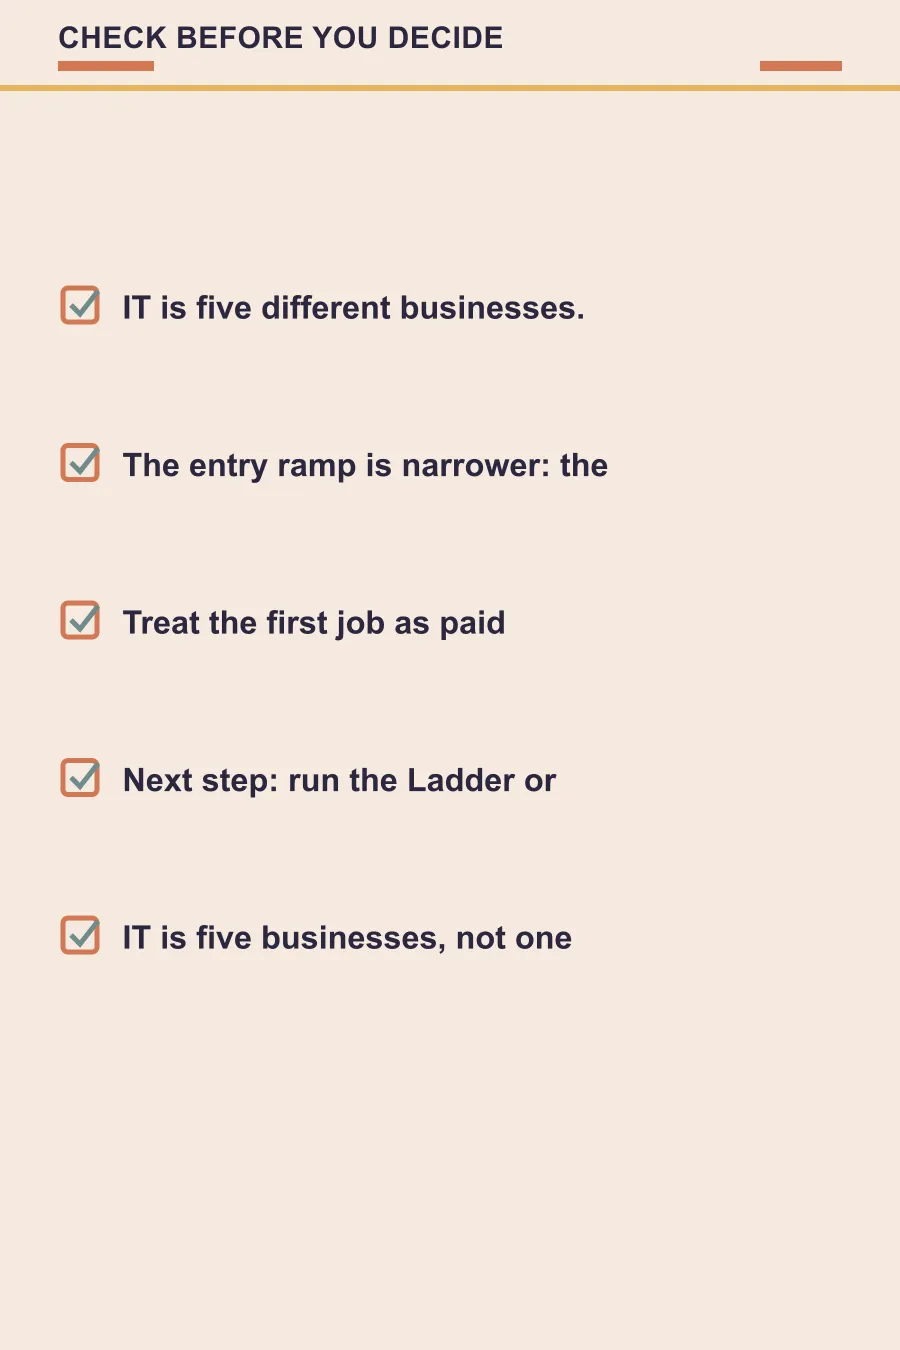 CHECK BEFORE YOU DECIDE
IT is five different businesses.
The entry ramp is narrower: the
Treat the first job as paid
Next step: run the Ladder or
IT is five businesses, not one